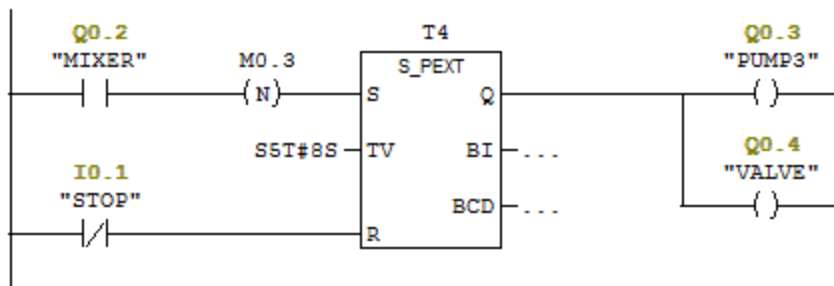 Q0.2
"MIXER"
M0.3
N
T4
S_PEXT
S
Q
Q0.3
"PUMP3"
S5T#8S
TV
BI
...
Q0.4
"VALVE"
I0.1
"STOP"
BCD
...
R